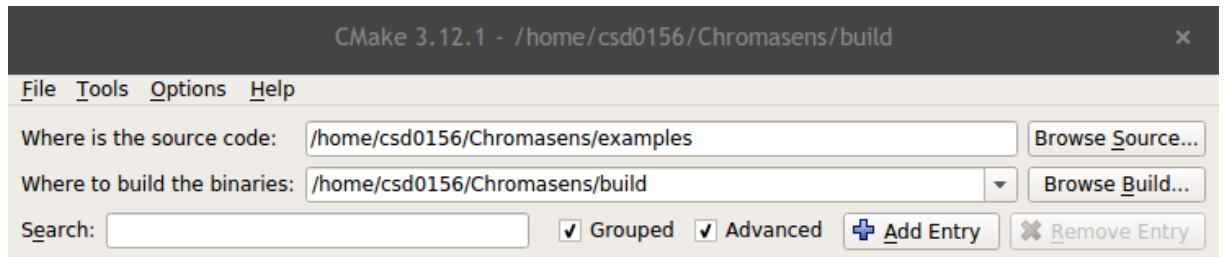 CMake 3.12.1 - /home/csd0156/Chromasens/build
File Tools Options Help
Where is the source code: /home/csd0156/Chromasens/examples Browse Source...
Where to build the binaries: /home/csd0156/Chromasens/build Browse Build...
Search: Grouped Advanced Add Entry Remove Entry